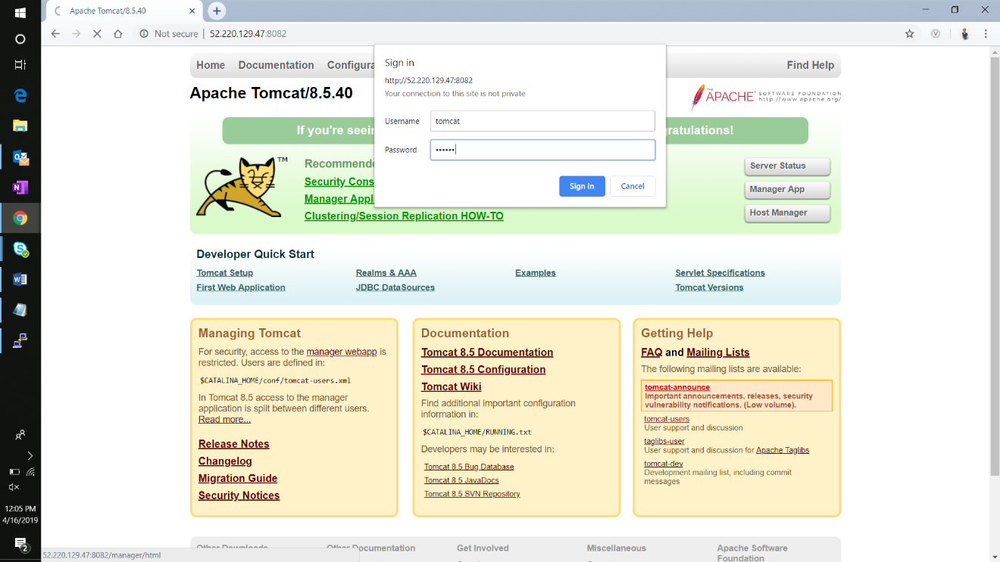 Apache Tomcat/8.5.40
Not secure | 52.220.129.47:8082
Home Documentation Configura Find Help
Sign in
http://52.220.129.47:8082
Your connection to this site is not private
Username tomcat
Password ••••••
Sign in Cancel
Apache Tomcat/8.5.40
THE
APACHE® SOFTWARE FOUNDATION
http://www.apache.org/
If you're seein ratulations!
TM
Recommende
Security Cons
Manager Appl
Clustering/Session Replication HOW-TO
Server Status
Manager App
Host Manager
Developer Quick Start
Tomcat Setup
First Web Application
Realms & AAA
JDBC DataSources
Examples
Servlet Specifications
Tomcat Versions
Managing Tomcat
For security, access to the manager webapp is
restricted. Users are defined in:
$CATALINA_HOME/conf/tomcat-users.xml
In Tomcat 8.5 access to the manager
application is split between different users.
Read more...
Release Notes
Changelog
Migration Guide
Security Notices
Documentation
Tomcat 8.5 Documentation
Tomcat 8.5 Configuration
Tomcat Wiki
Find additional important configuration
information in:
$CATALINA_HOME/RUNNING.txt
Developers may be interested in:
Tomcat 8.5 Bug Database
Tomcat 8.5 JavaDocs
Tomcat 8.5 SVN Repository
Getting Help
FAQ and Mailing Lists
The following mailing lists are available:
tomcat-announce
Important announcements, releases, security
vulnerability notifications. (Low volume).
tomcat-users
User support and discussion
taglibs-user
User support and discussion for Apache Taglibs
tomcat-dev
Development mailing list, including commit
messages
Other Downloads
Other Documentation
Get Involved
Miscellaneous
Apache Software
Foundation
52.220.129.47:8082/manager/html
12:05 PM
4/16/2019
2